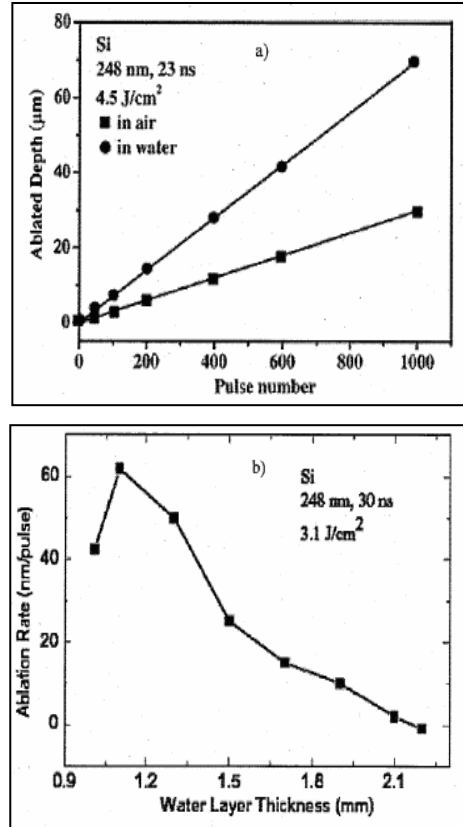 80
60
40
20
0
Ablated Depth (μm)
Si
248 nm, 23 ns
4.5 J/cm²
in air
in water
a)
0 200 400 600 800 1000
Pulse number
60
40
20
0
Ablation Rate (nm/pulse)
b)
Si
248 nm, 30 ns
3.1 J/cm²
0.9 1.2 1.5 1.8 2.1
Water Layer Thickness (mm)